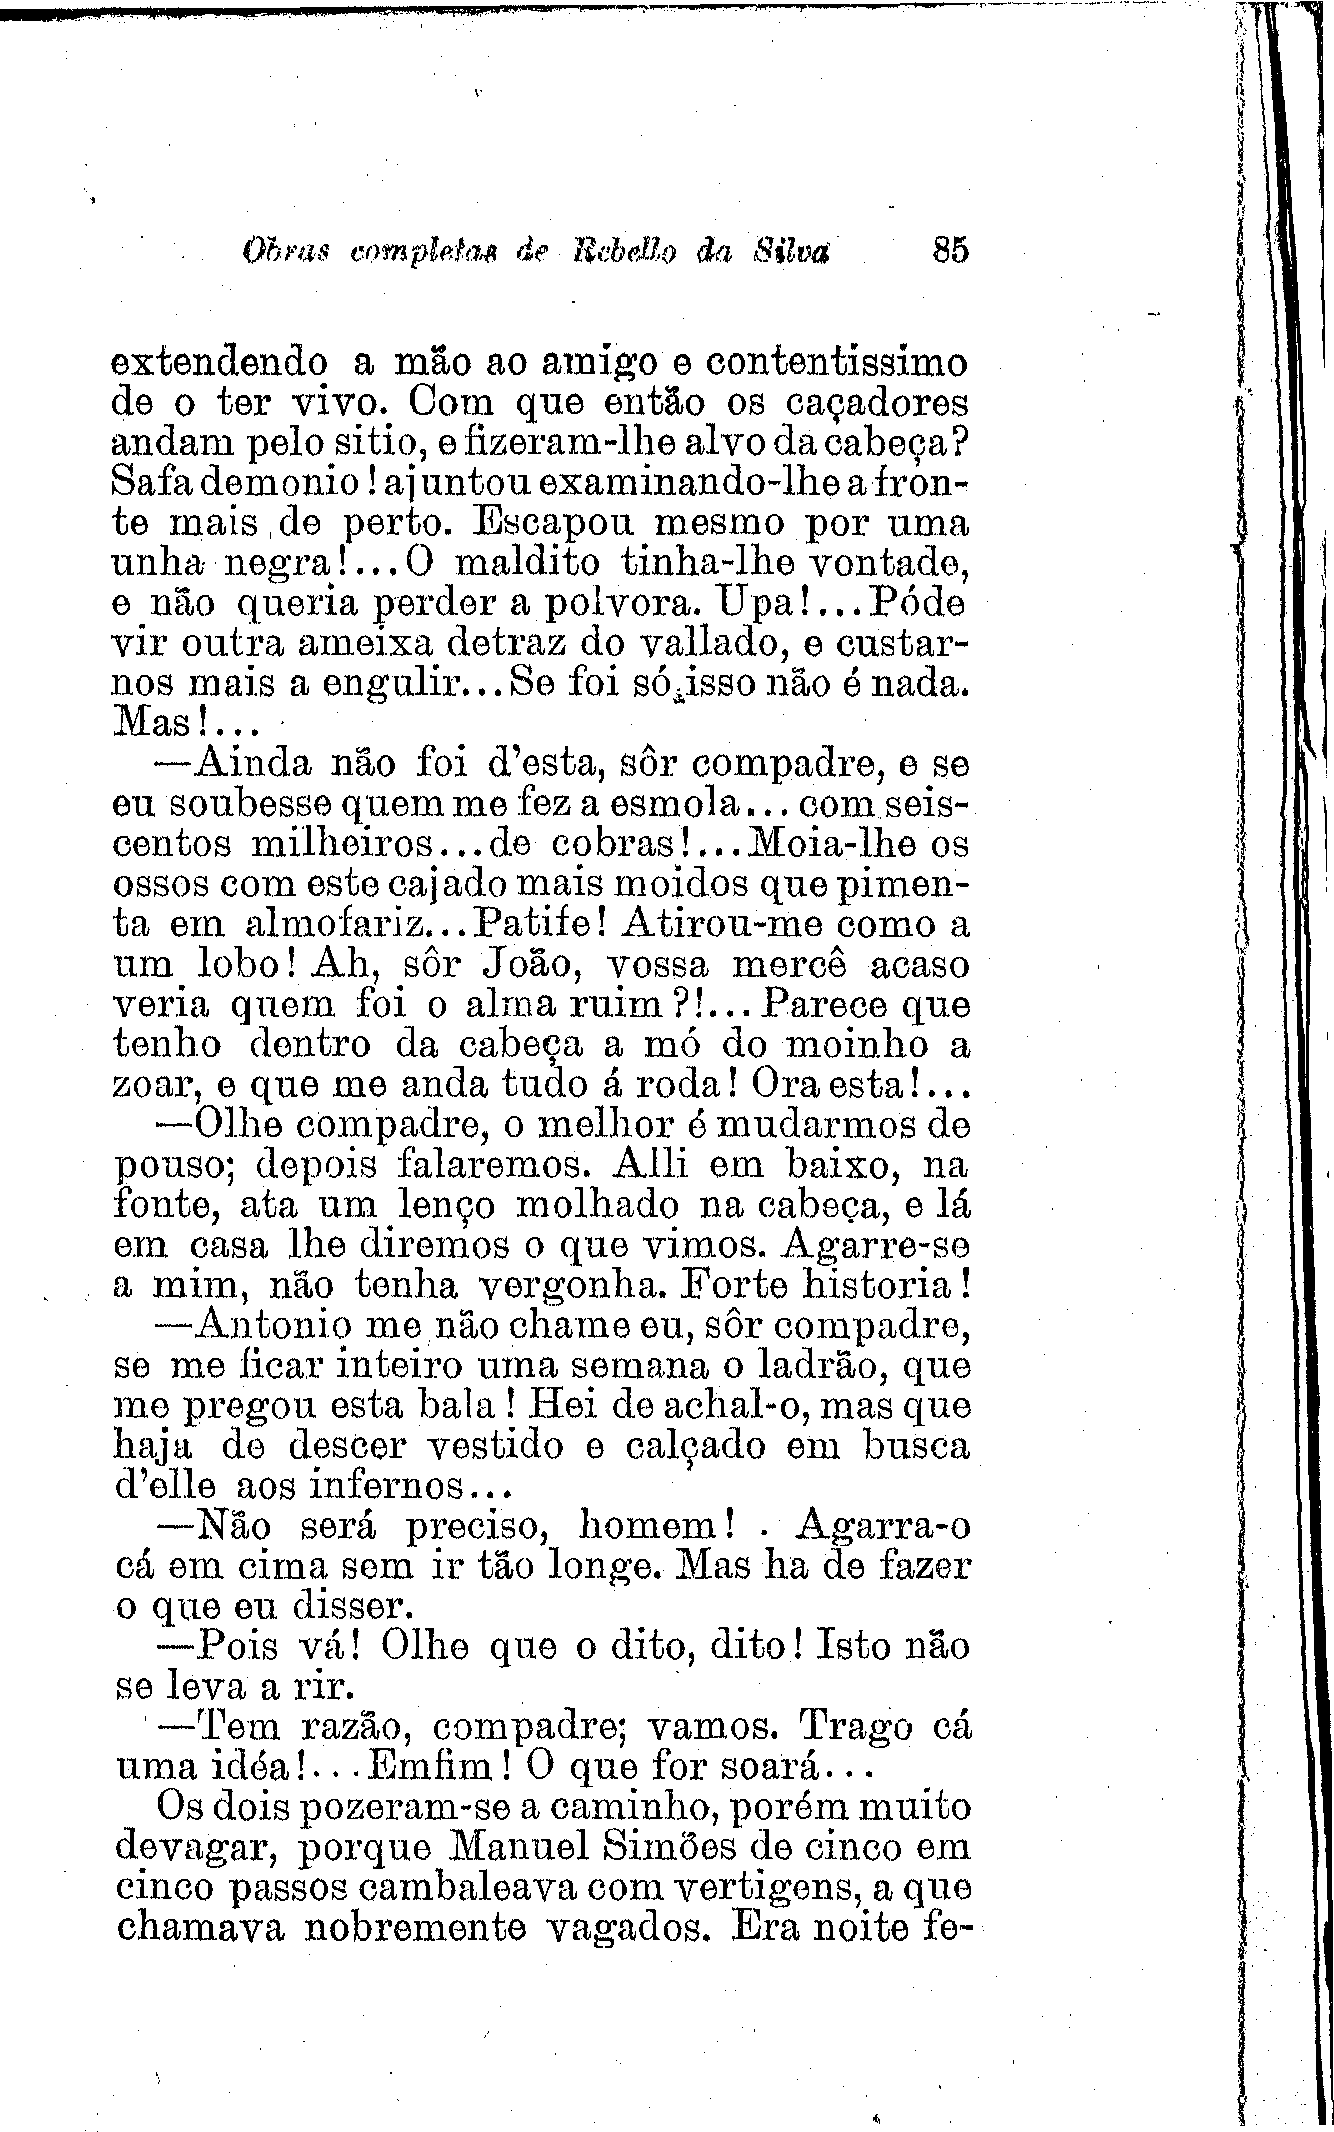 Obras completas de Rebello da Silva 85
extendendo a mão ao amigo e contentissimo
de o ter vivo. Com que então os caçadores
andam pelo sitio, e fizeram-lhe alvo da cabeça?
Safa demonio! ajuntou examinando-lhe a fron-
te mais de perto. Escapou mesmo por uma
unha negra!...O maldito tinha-lhe vontade,
e não queria perder a polvora. Upa!...Póde
vir outra ameixa detraz do vallado, e custar-
nos mais a engulir...Se foi só isso não é nada.
Mas!...
—Ainda não foi d'esta, sôr compadre, e se
eu soubesse quem me fez a esmola... com seis-
centos milheiros...de cobras!...Moia-lhe os
ossos com este cajado mais moidos que pimen-
ta em almofariz...Patife! Atirou-me como a
um lobo! Ah, sôr João, vossa mercê acaso
veria quem foi o alma ruim?!... Parece que
tenho dentro da cabeça a mó do moinho a
zoar, e que me anda tudo á roda! Ora esta!...
—Olhe compadre, o melhor é mudarmos de
pouso; depois falaremos. Alli em baixo, na
fonte, ata um lenço molhado na cabeça, e lá
em casa lhe diremos o que vimos. Agarre-se
a mim, não tenha vergonha. Forte historia!
—Antonio me não chame eu, sôr compadre,
se me ficar inteiro uma semana o ladrão, que
me pregou esta bala! Hei de achal-o, mas que
haja de descer vestido e calçado em busca
d'elle aos infernos...
—Não será preciso, homem! . Agarra-o
cá em cima sem ir tão longe. Mas ha de fazer
o que eu disser.
—Pois vá! Olhe que o dito, dito! Isto não
se leva a rir.
—Tem razão, compadre; vamos. Trago cá
uma idéa!...Emfim! O que for soará...
Os dois pozeram-se a caminho, porém muito
devagar, porque Manuel Simões de cinco em
cinco passos cambaleava com vertigens, a que
chamava nobremente vagados. Era noite fe-